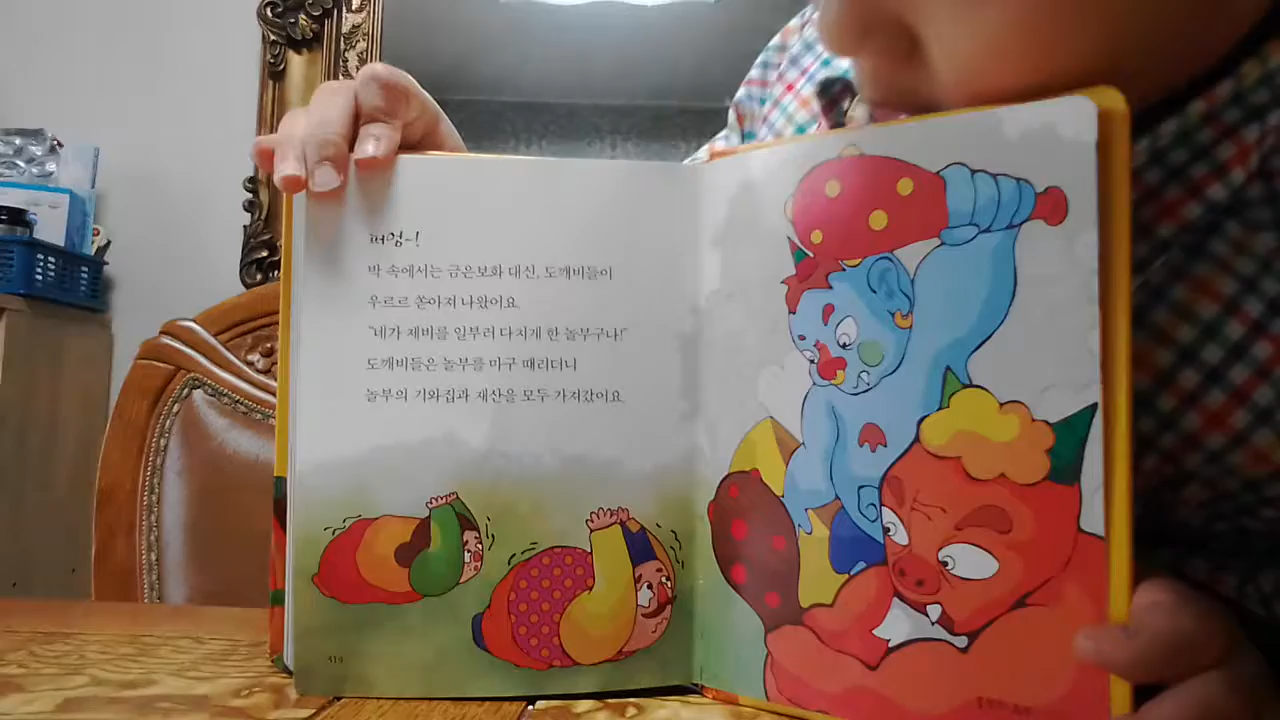 퍼엉~!
박 속에서는 금은보화 대신, 도깨비들이
우르르 쏟아져 나왔어요.
"네가 제비를 일부러 다치게 한 놀부구나!"
도깨비들은 놀부를 마구 때리더니
놀부의 기와집과 재산을 모두 가져갔어요.